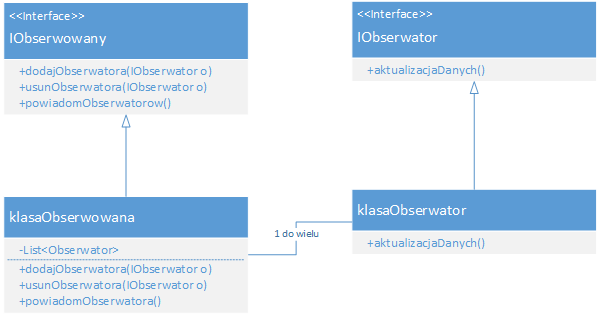 <<Interface>>
IObserwowany
+dodajObserwatora(IObserwator o)
+usunObserwatora(IObserwator o)
+powiadomObserwatorow()
<<Interface>>
IObserwator
+aktualizacjaDanych()
klasaObserwowana
-List<Obserwator>
+dodajObserwatora(IObserwator o)
+usunObserwatora(IObserwator o)
+powiadomObserwatora()
1 do wielu
klasaObserwator
+aktualizacjaDanych()